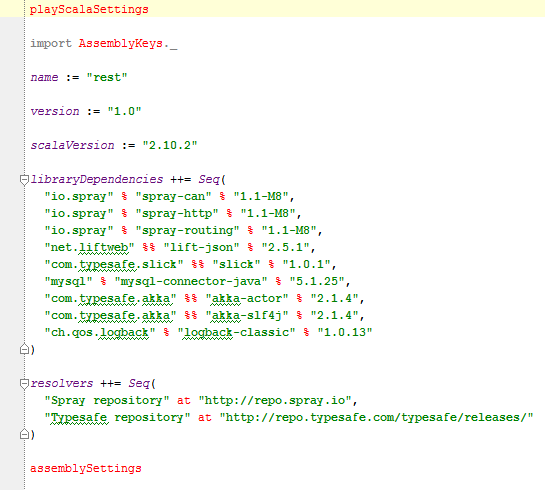 playScalaSettings
import AssemblyKeys._
name := "rest"
version := "1.0"
scalaVersion := "2.10.2"
libraryDependencies ++= Seq(
"io.spray" % "spray-can" % "1.1-M8",
"io.spray" % "spray-http" % "1.1-M8",
"io.spray" % "spray-routing" % "1.1-M8",
"net.liftweb" %% "lift-json" % "2.5.1",
"com.typesafe.slick" %% "slick" % "1.0.1",
"mysql" % "mysql-connector-java" % "5.1.25",
"com.typesafe.akka" %% "akka-actor" % "2.1.4",
"com.typesafe.akka" %% "akka-slf4j" % "2.1.4",
"ch.qos.logback" % "logback-classic" % "1.0.13"
)
resolvers ++= Seq(
"Spray repository" at "http://repo.spray.io",
"Typesafe repository" at "http://repo.typesafe.com/typesafe/releases/"
)
assemblySettings